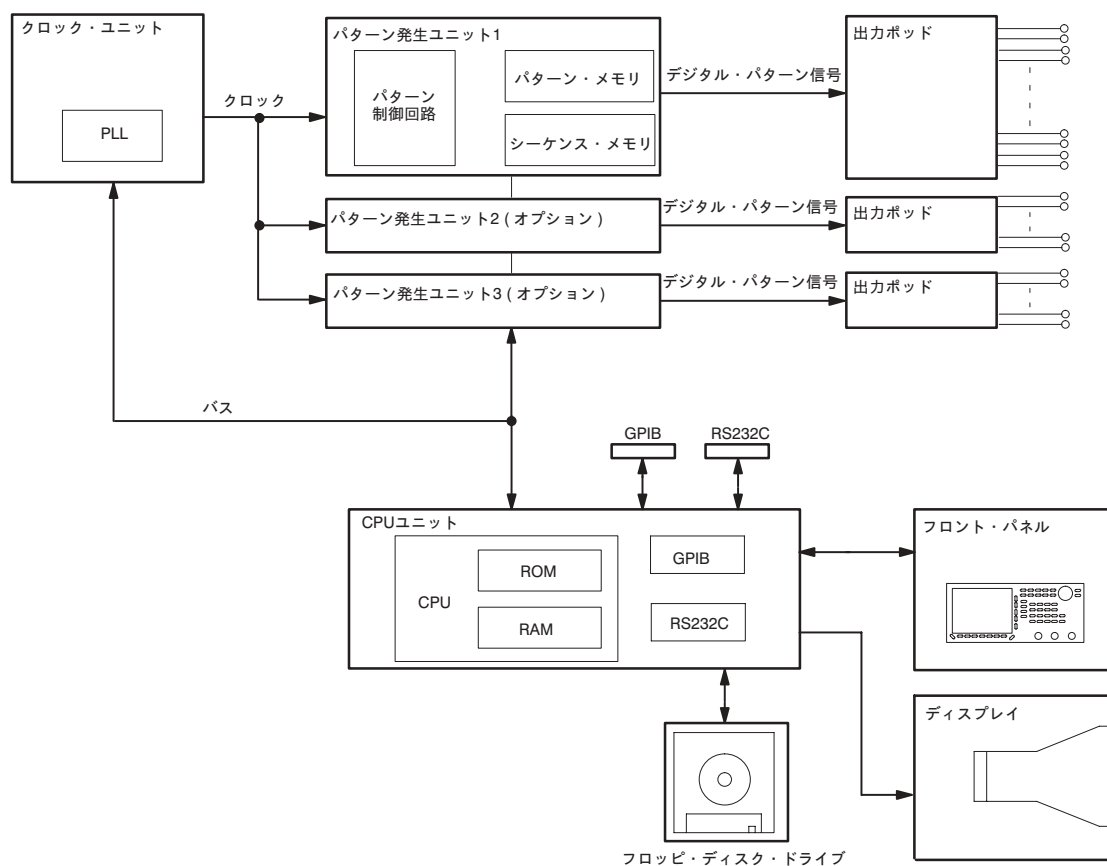 クロック・ユニット
PLL
クロック
パターン発生ユニット1
パターン
制御回路
パターン・メモリ
シーケンス・メモリ
デジタル・パターン信号
出力ポッド
パターン発生ユニット2 ( オプション )
デジタル・パターン信号
出力ポッド
パターン発生ユニット3 ( オプション )
デジタル・パターン信号
出力ポッド
バス
GPIB
RS232C
CPUユニット
CPU
ROM
RAM
GPIB
RS232C
フロント・パネル
ディスプレイ
フロッピ・ディスク・ドライブ